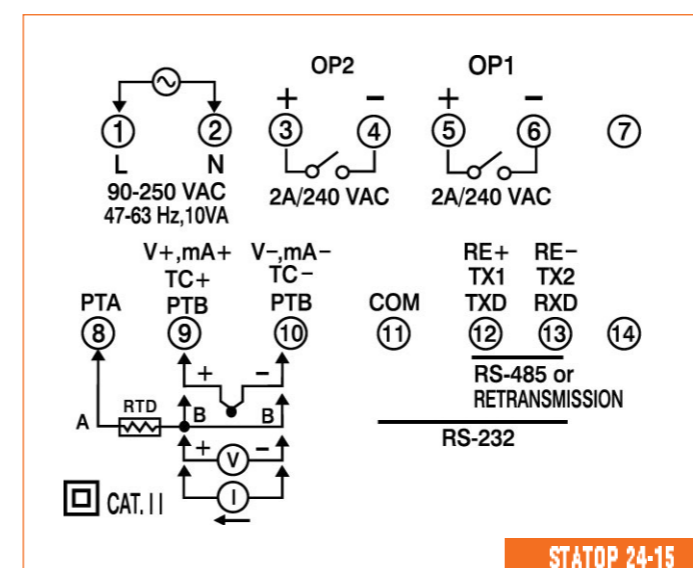 OP2 OP1
+ − + −
1 2 3 4 5 6 7
L N
90-250 VAC 2A/240 VAC 2A/240 VAC
47-63 Hz,10VA
V+,mA+ V−,mA− RE+ RE−
TC+ TC− TX1 TX2
PTA PTB PTB COM TXD RXD
8 9 10 11 12 13 14
+ −
RS-485 or
RETRANSMISSION
RTD
A B B
RS-232
+ V −
I
CAT. II
STATOP 24-15